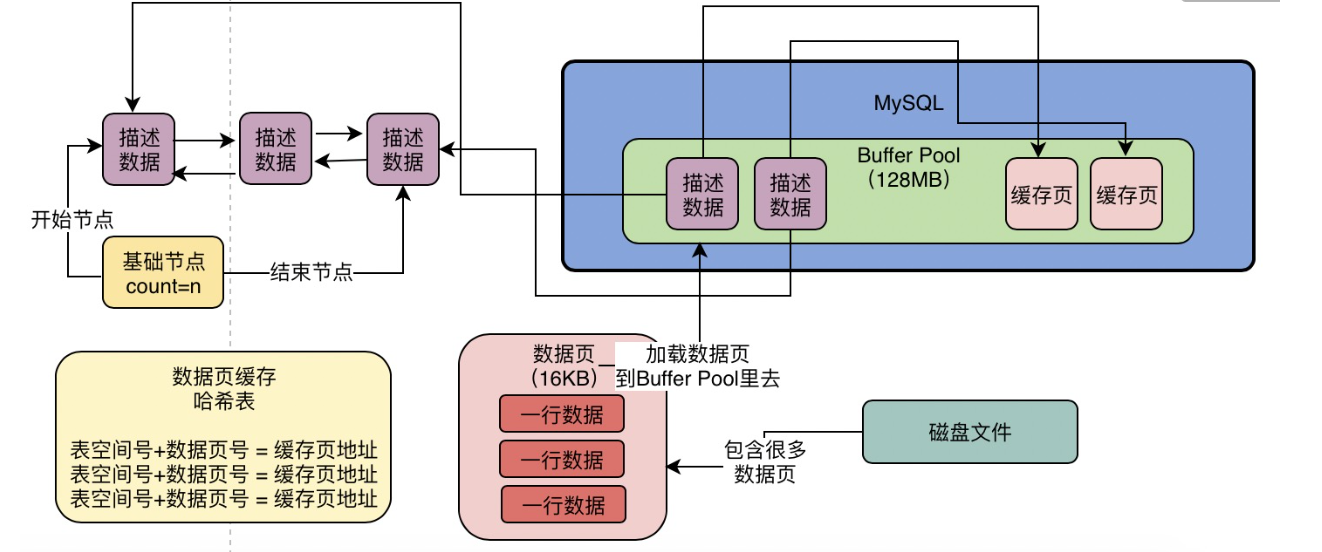 MySQL
Buffer Pool
（128MB）
描述
数据
描述
数据
描述
数据
描述
数据
描述
数据
缓存页
缓存页
开始节点
基础节点
count=n
结束节点
数据页缓存
哈希表
表空间号+数据页号 = 缓存页地址
表空间号+数据页号 = 缓存页地址
表空间号+数据页号 = 缓存页地址
数据页
（16KB）
加载数据页
到Buffer Pool里去
一行数据
一行数据
一行数据
包含很多
数据页
磁盘文件